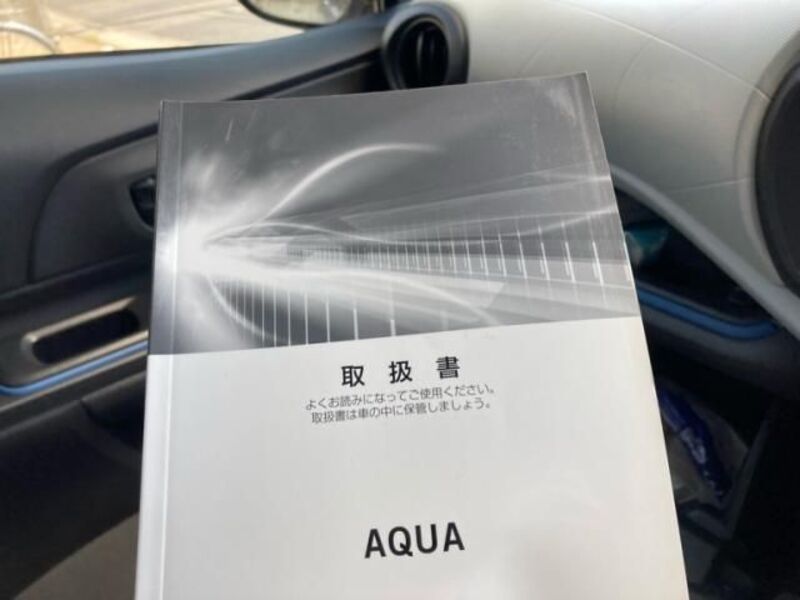 取扱書
よくお読みになってご使用ください。
取扱書は車の中に保管しましょう。
AQUA